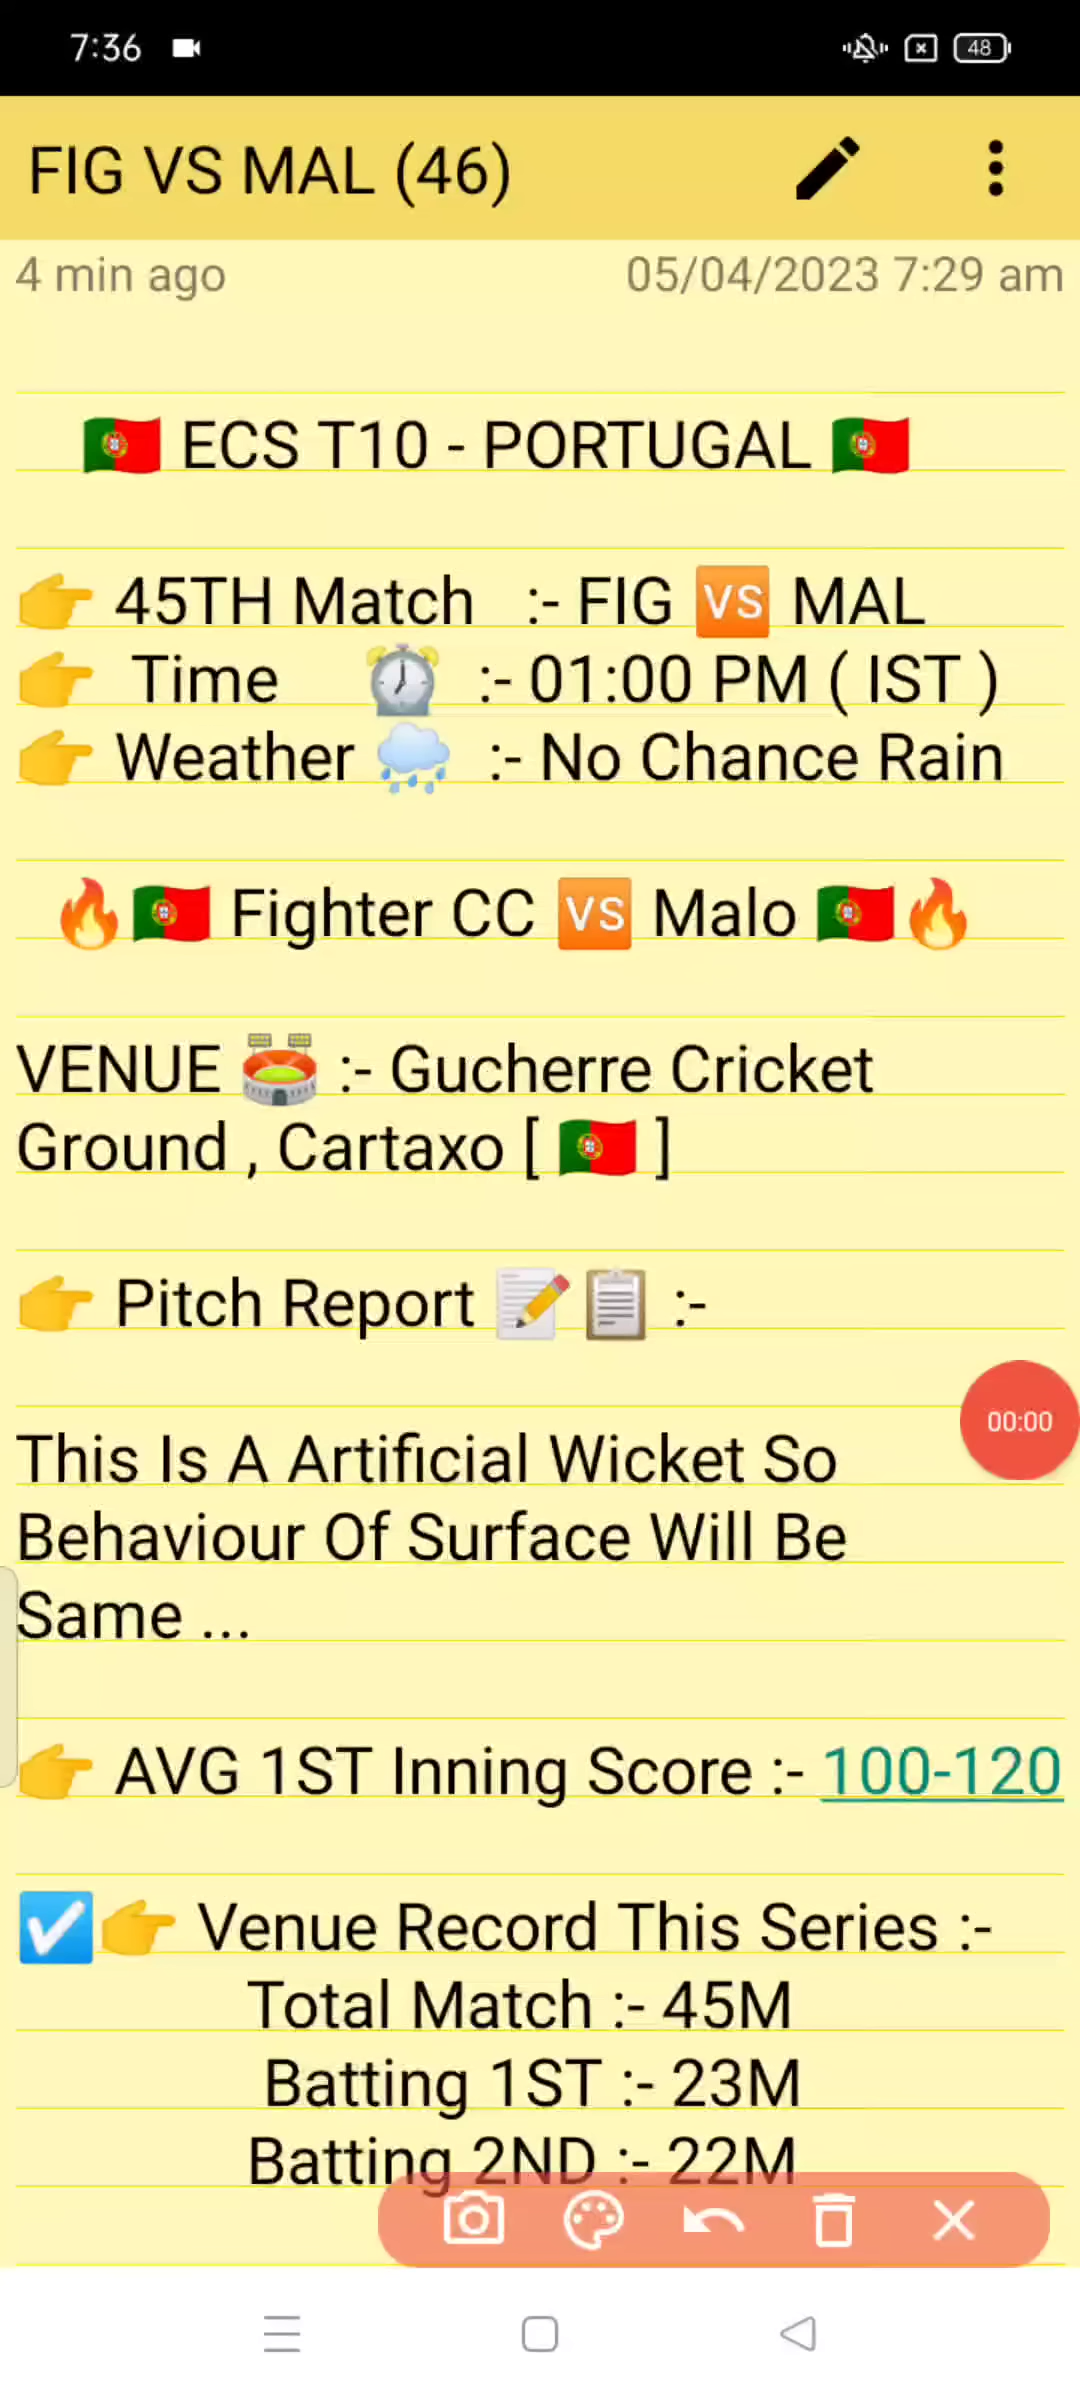 7:36
48
FIG VS MAL (46)
4 min ago 05/04/2023 7:29 am
🇵🇹 ECS T10 - PORTUGAL 🇵🇹
👉 45TH Match :- FIG 🆚 MAL
👉 Time ⏰ :- 01:00 PM ( IST )
👉 Weather 🌧️ :- No Chance Rain
🔥🇵🇹 Fighter CC 🆚 Malo 🇵🇹🔥
VENUE 🏟️ :- Gucherre Cricket
Ground , Cartaxo [ 🇵🇹 ]
👉 Pitch Report 📝📋 :-
00:00
This Is A Artificial Wicket So
Behaviour Of Surface Will Be
Same ...
👉 AVG 1ST Inning Score :- 100-120
☑️👉 Venue Record This Series :-
Total Match :- 45M
Batting 1ST :- 23M
Batting 2ND :- 22M